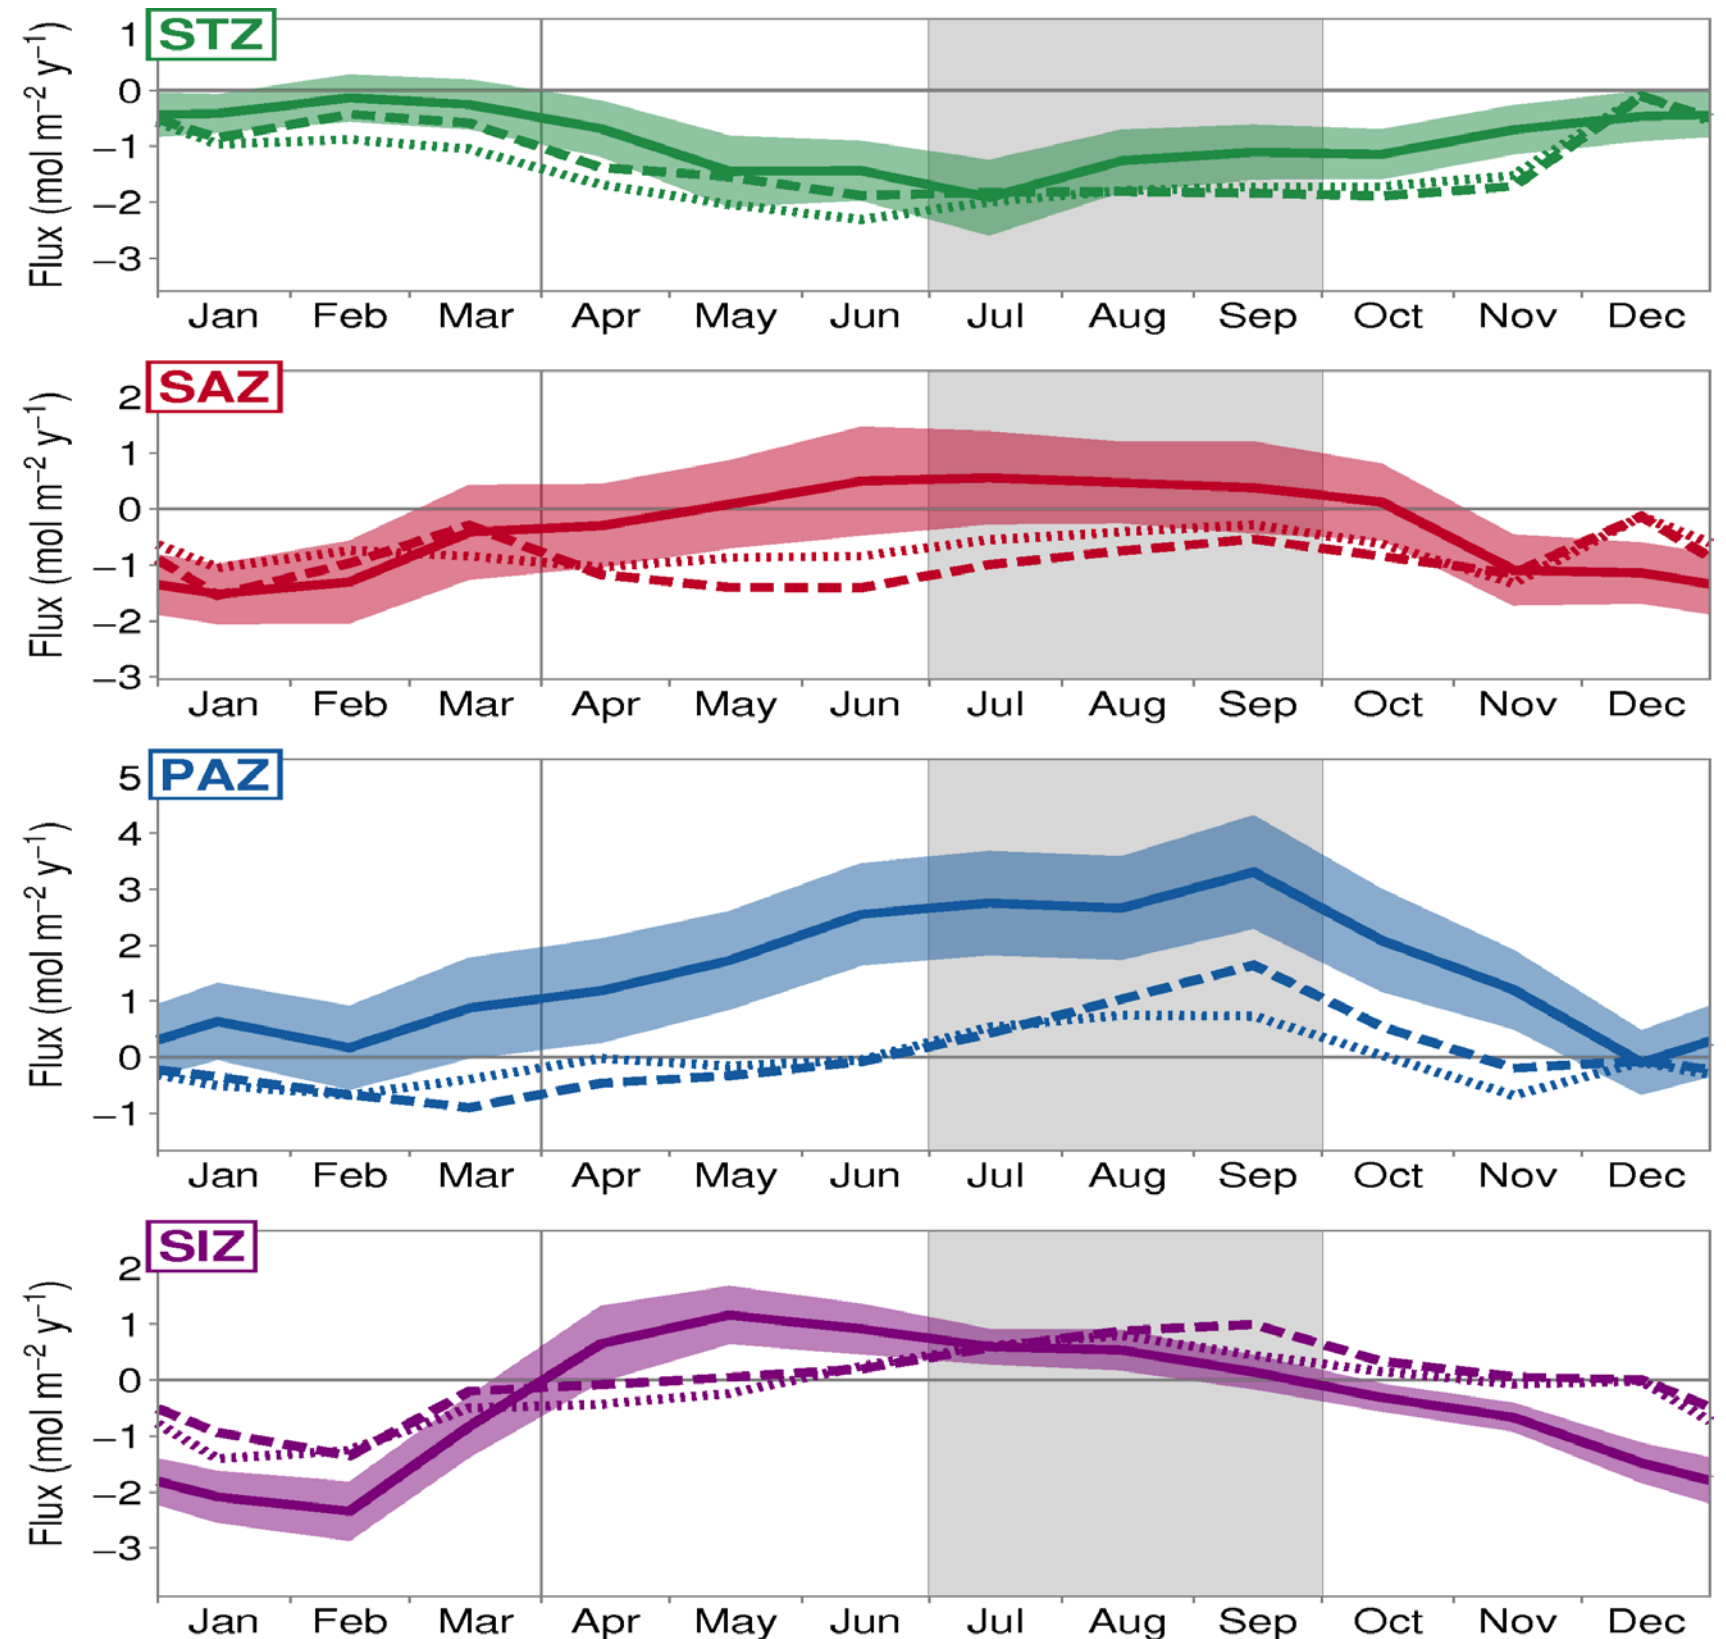 STZ
Flux (mol m⁻² y⁻¹)
1
0
−1
−2
−3
Jan Feb Mar Apr May Jun Jul Aug Sep Oct Nov Dec
SAZ
Flux (mol m⁻² y⁻¹)
2
1
0
−1
−2
−3
Jan Feb Mar Apr May Jun Jul Aug Sep Oct Nov Dec
PAZ
Flux (mol m⁻² y⁻¹)
5
4
3
2
1
0
−1
Jan Feb Mar Apr May Jun Jul Aug Sep Oct Nov Dec
SIZ
Flux (mol m⁻² y⁻¹)
2
1
0
−1
−2
−3
Jan Feb Mar Apr May Jun Jul Aug Sep Oct Nov Dec